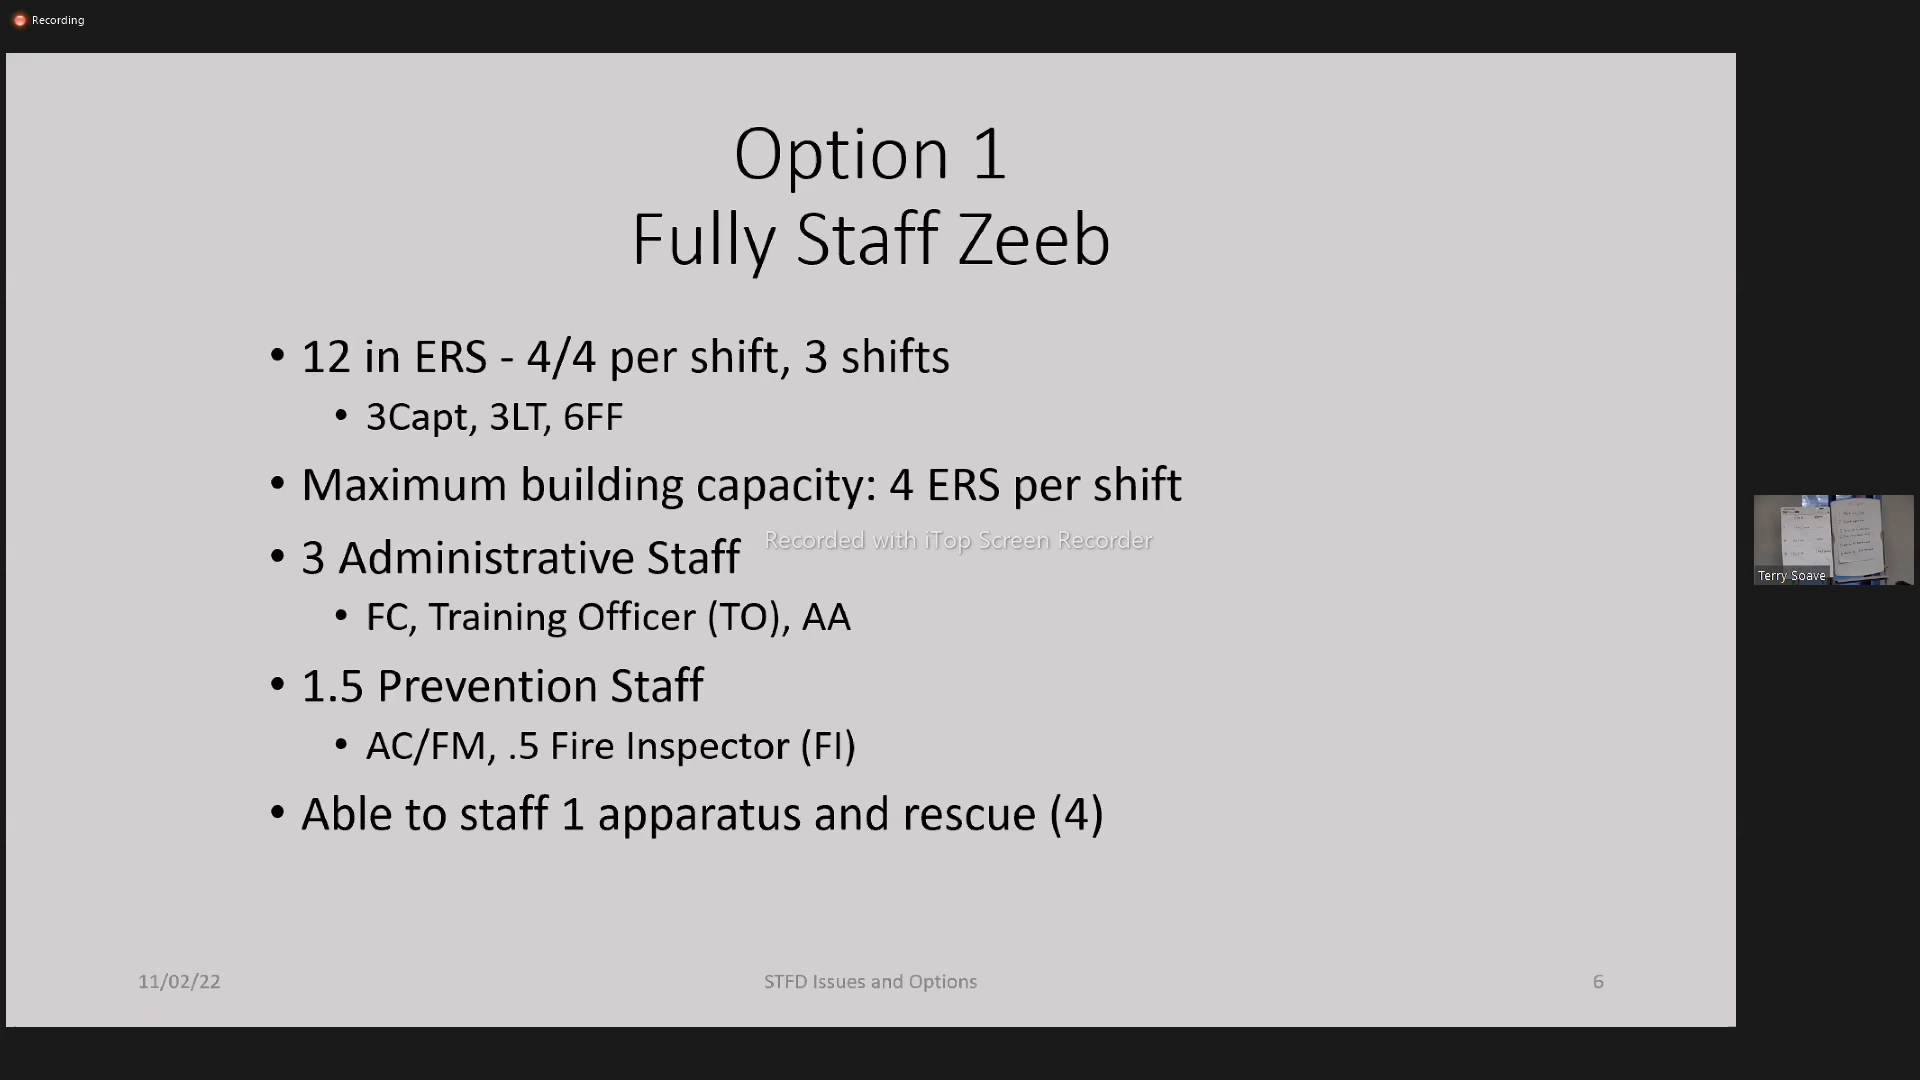 Recording
Option 1
Fully Staff Zeeb
• 12 in ERS - 4/4 per shift, 3 shifts
• 3Capt, 3LT, 6FF
• Maximum building capacity: 4 ERS per shift
• 3 Administrative Staff
Recorded with iTop Screen Recorder
• FC, Training Officer (TO), AA
• 1.5 Prevention Staff
• AC/FM, .5 Fire Inspector (FI)
• Able to staff 1 apparatus and rescue (4)
11/02/22
STFD Issues and Options
6
Terry Soave